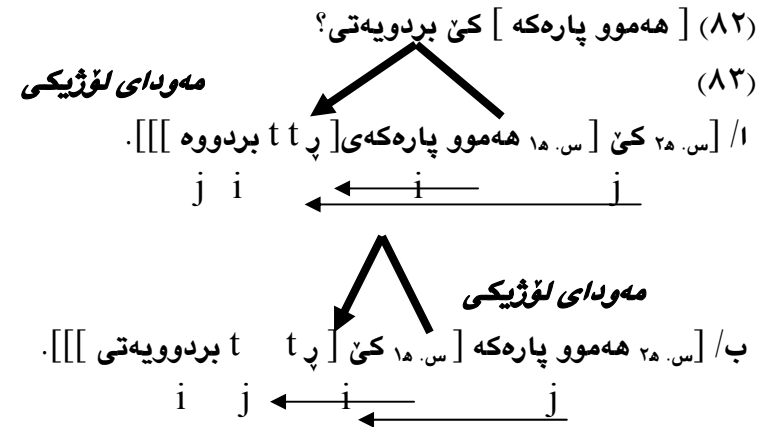 (٨٢) [ هەموو پارەکە ] کێ بردویەتی؟
(٨٣)
مەودای لۆژیکی
ا/ [س. هـ٢ کێ [ س. هـ١ هەموو پارەکەی[ ڕ t t بردووە ]]].
j i i j
مەودای لۆژیکی
ب/ [س. هـ٢ هەموو پارەکە [ س. هـ١ کێ [ ڕ t t بردوویەتی ]]].
i j i j